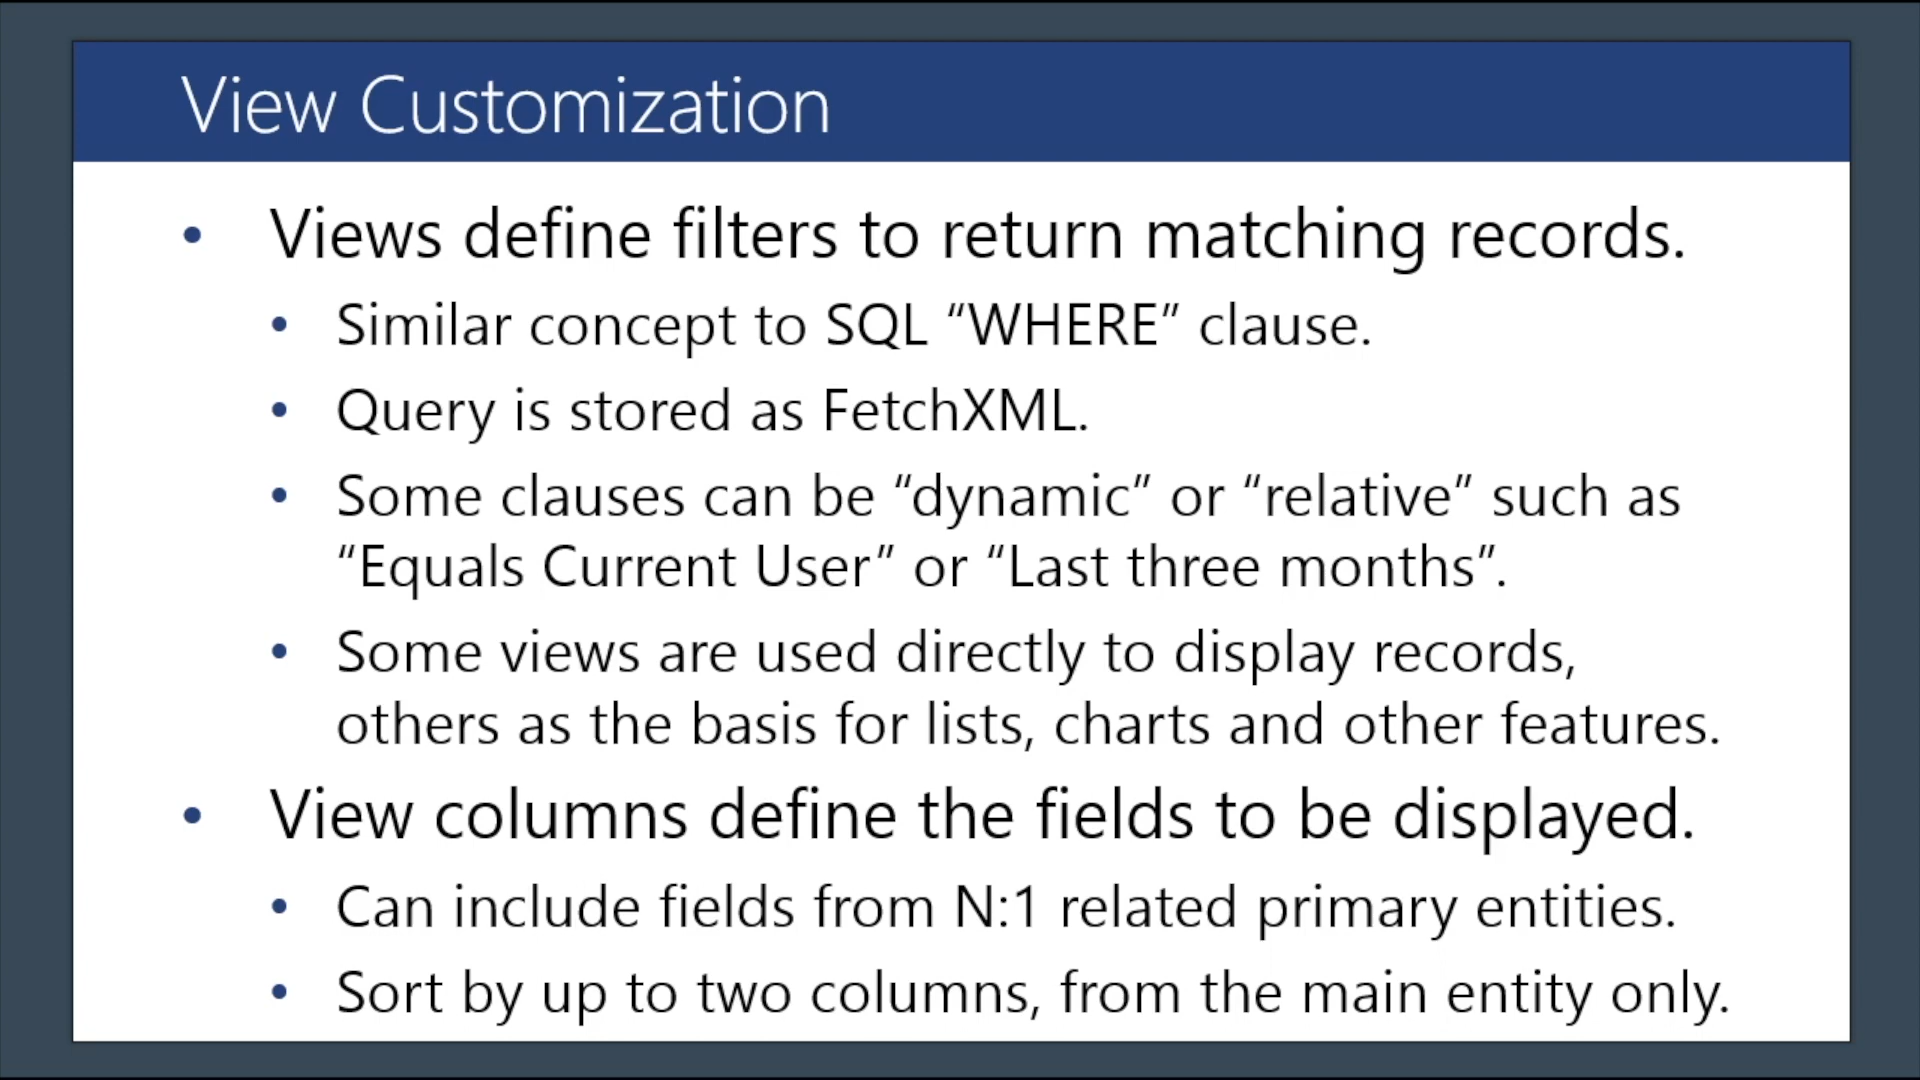 View Customization
• Views define filters to return matching records.
• Similar concept to SQL “WHERE” clause.
• Query is stored as FetchXML.
• Some clauses can be “dynamic” or “relative” such as
“Equals Current User” or “Last three months”.
• Some views are used directly to display records,
others as the basis for lists, charts and other features.
• View columns define the fields to be displayed.
• Can include fields from N:1 related primary entities.
• Sort by up to two columns, from the main entity only.